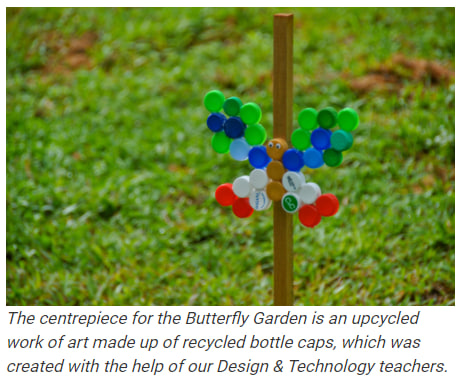 The centrepiece for the Butterfly Garden is an upcycled
work of art made up of recycled bottle caps, which was
created with the help of our Design & Technology teachers.